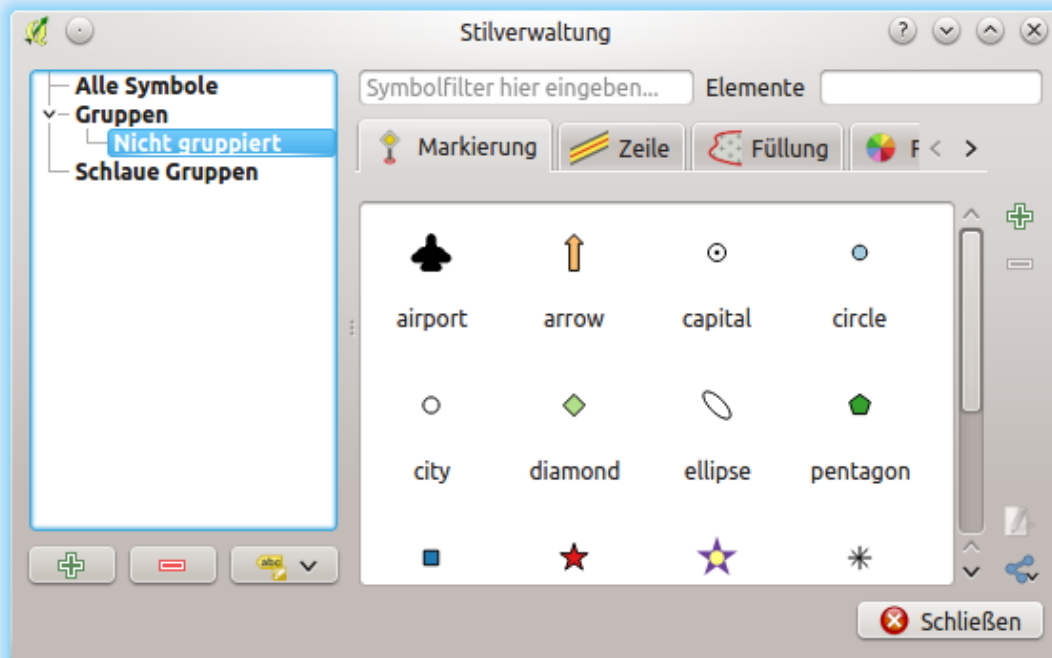 Stilverwaltung
Alle Symbole
Gruppen
Nicht gruppiert
Schlaue Gruppen
Symbolfilter hier eingeben...
Elemente
Markierung
Zeile
Füllung
airport
arrow
capital
circle
city
diamond
ellipse
pentagon
abc
Schließen